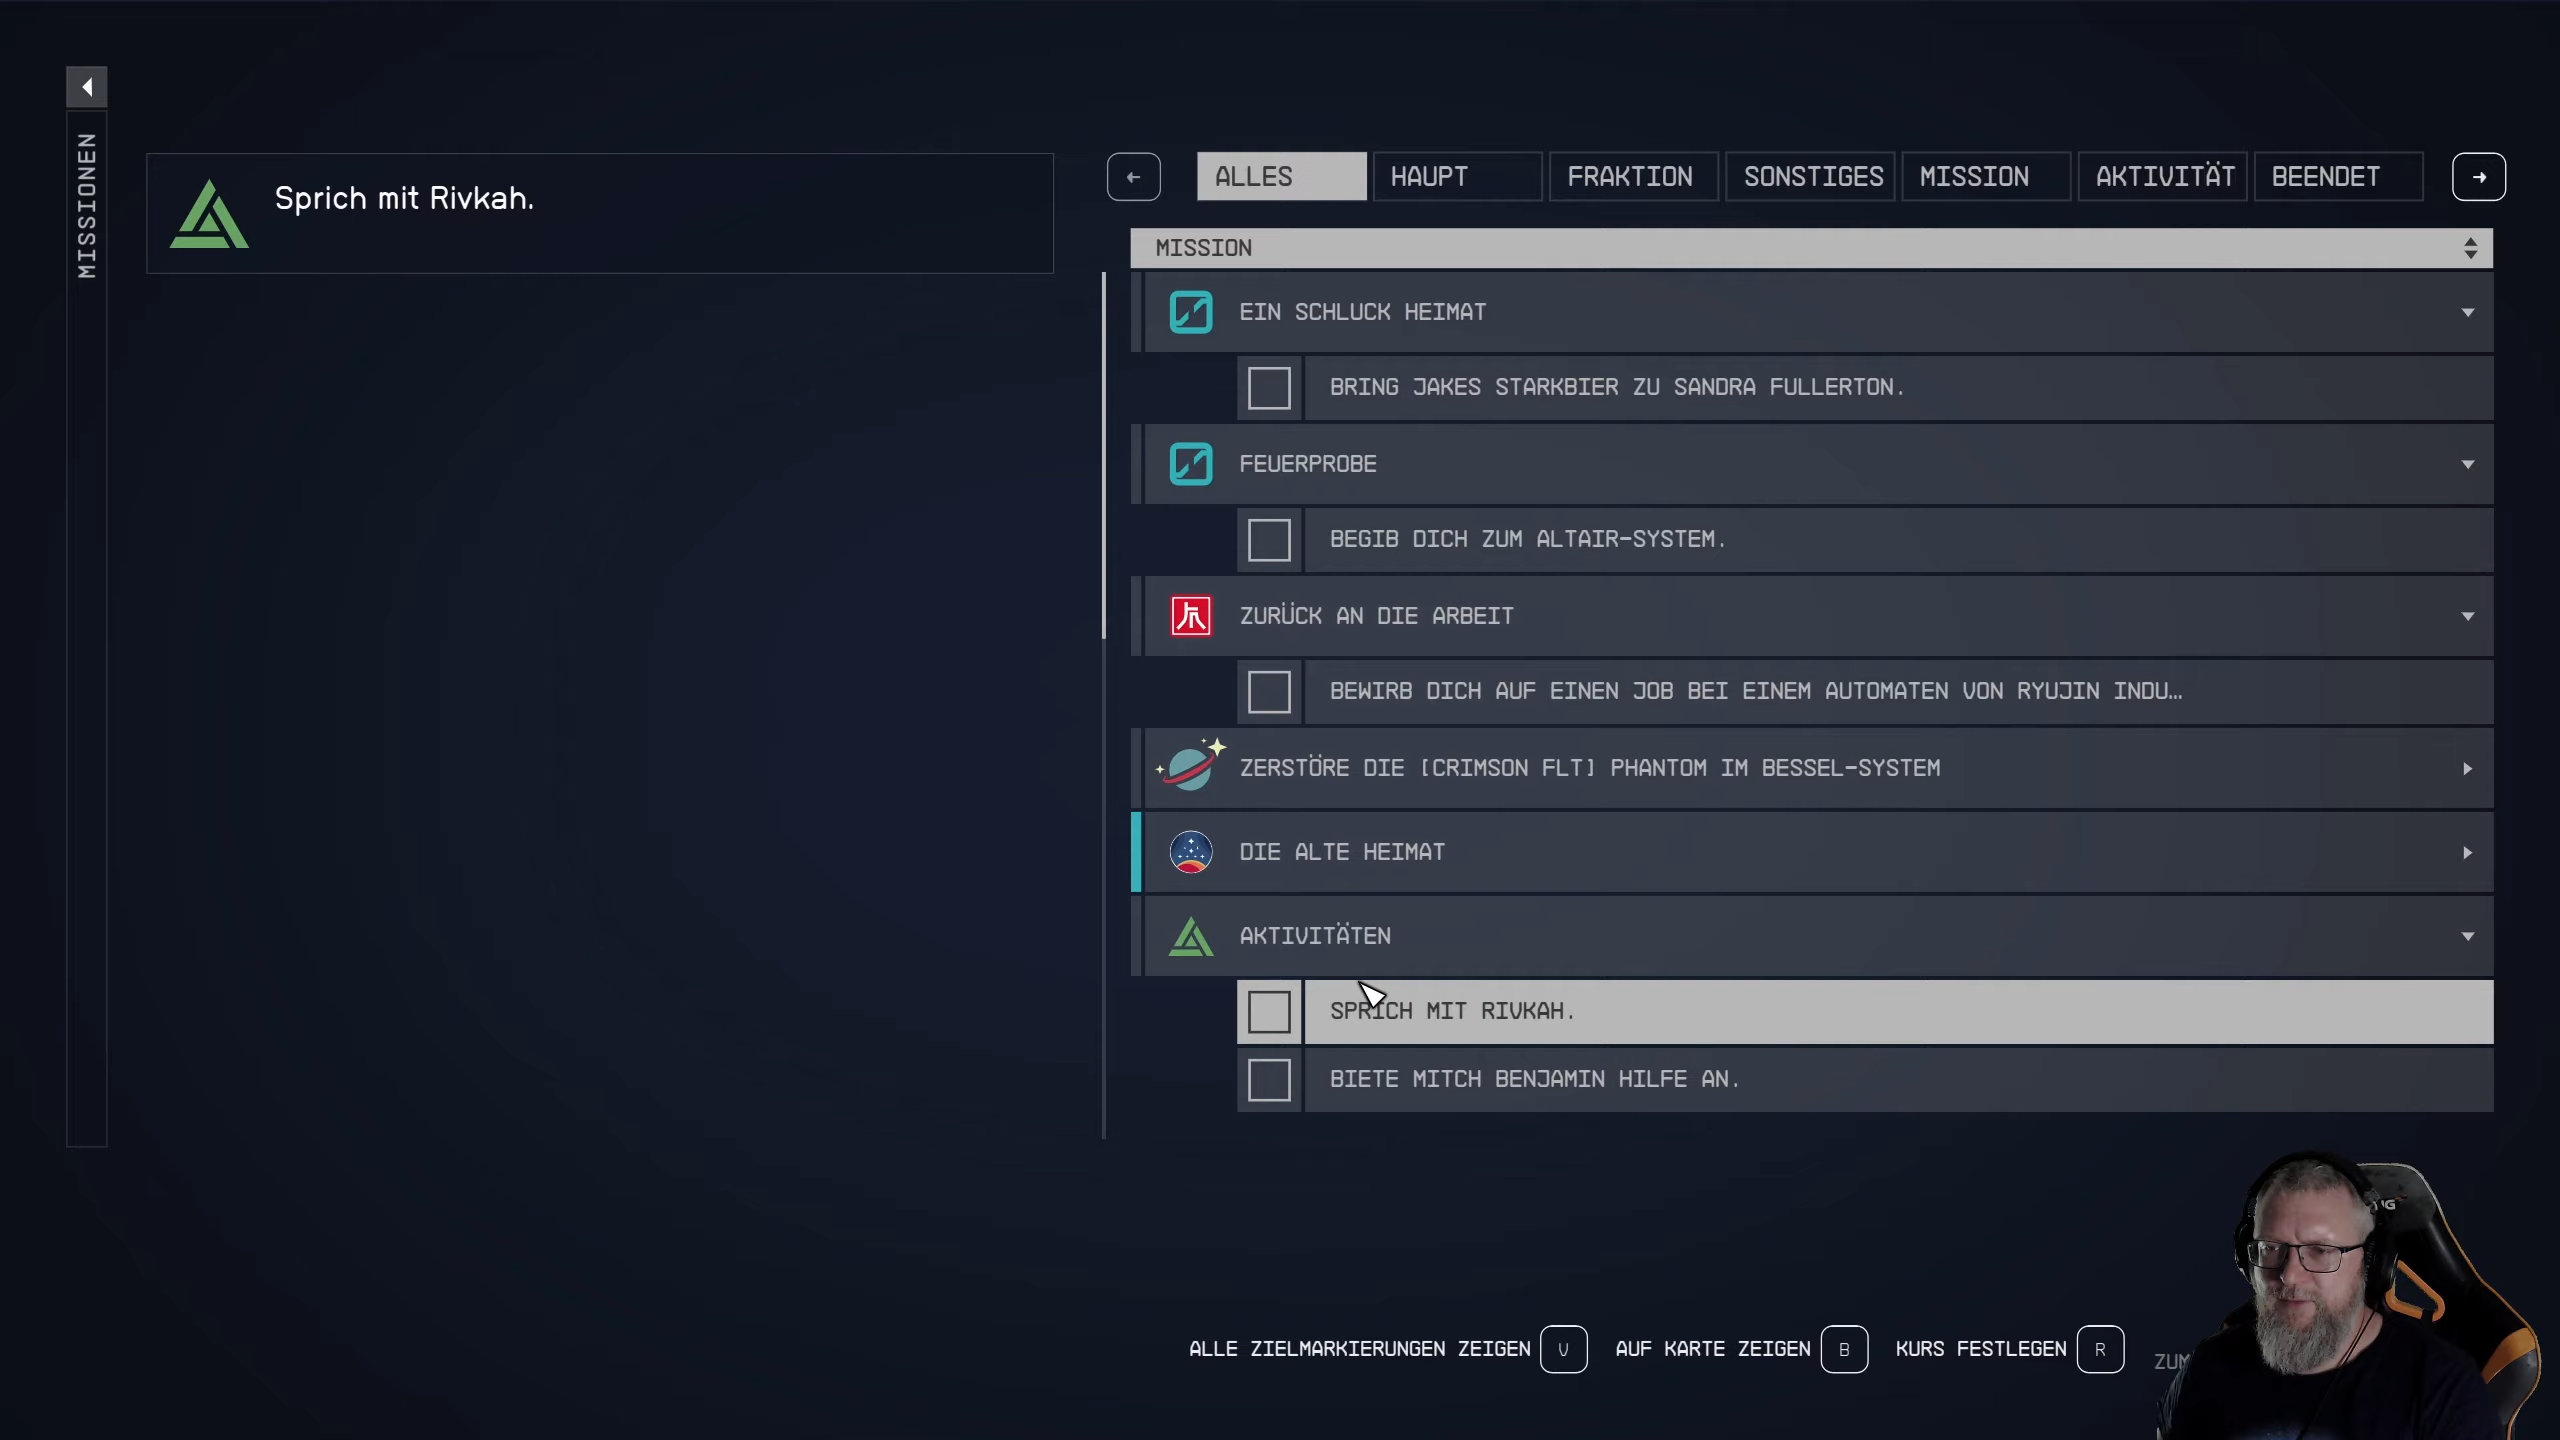 MISSIONEN
Sprich mit Rivkah.
ALLES
HAUPT
FRAKTION
SONSTIGES
MISSION
AKTIVITÄT
BEENDET
MISSION
EIN SCHLUCK HEIMAT
BRING JAKES STARKBIER ZU SANDRA FULLERTON.
FEUERPROBE
BEGIB DICH ZUM ALTAIR-SYSTEM.
ZURÜCK AN DIE ARBEIT
BEWIRB DICH AUF EINEN JOB BEI EINEM AUTOMATEN VON RYUJIN INDU...
ZERSTÖRE DIE [CRIMSON FLT] PHANTOM IM BESSEL-SYSTEM
DIE ALTE HEIMAT
AKTIVITÄTEN
SPRICH MIT RIVKAH.
BIETE MITCH BENJAMIN HILFE AN.
ALLE ZIELMARKIERUNGEN ZEIGEN V
AUF KARTE ZEIGEN B
KURS FESTLEGEN R
ZUM